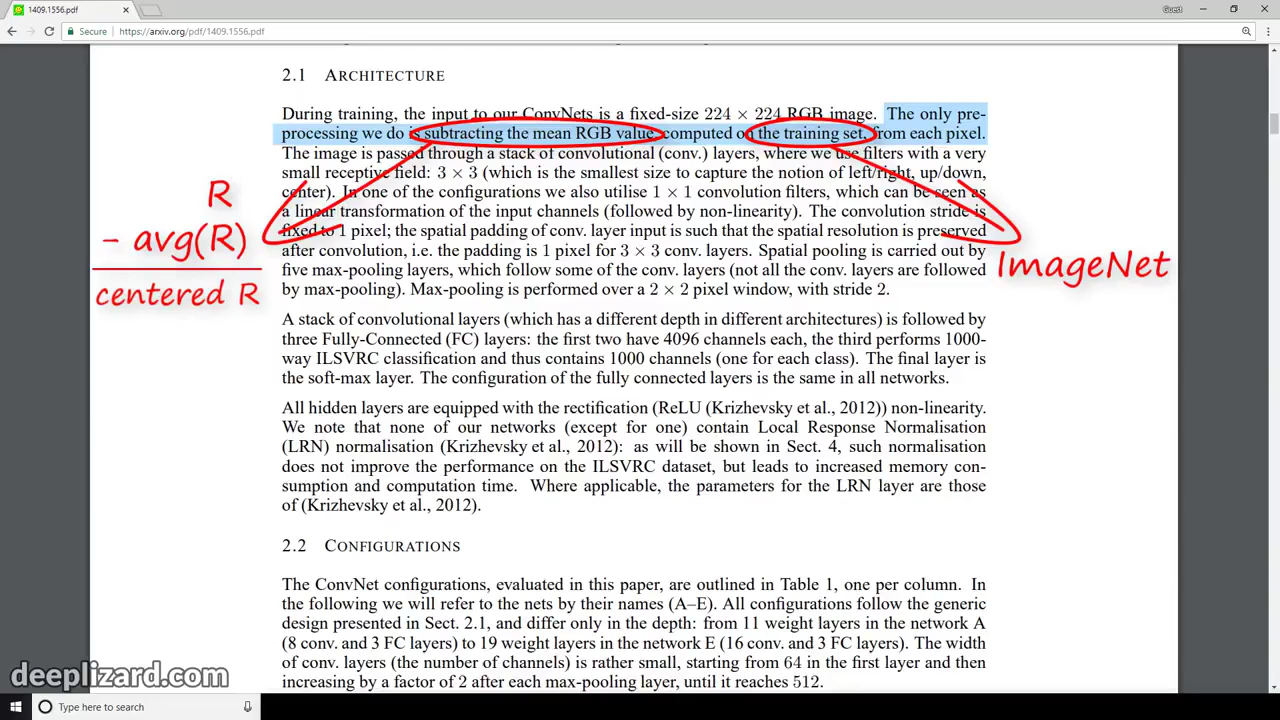 1409.1556.pdf
Guest
Secure
https://arxiv.org/pdf/1409.1556.pdf
2.1 ARCHITECTURE
During training, the input to our ConvNets is a fixed-size 224 × 224 RGB image. The only pre-
processing we do is subtracting the mean RGB value, computed on the training set, from each pixel.
The image is passed through a stack of convolutional (conv.) layers, where we use filters with a very
small receptive field: 3 × 3 (which is the smallest size to capture the notion of left/right, up/down,
center). In one of the configurations we also utilise 1 × 1 convolution filters, which can be seen as
a linear transformation of the input channels (followed by non-linearity). The convolution stride is
fixed to 1 pixel; the spatial padding of conv. layer input is such that the spatial resolution is preserved
after convolution, i.e. the padding is 1 pixel for 3 × 3 conv. layers. Spatial pooling is carried out by
five max-pooling layers, which follow some of the conv. layers (not all the conv. layers are followed
by max-pooling). Max-pooling is performed over a 2 × 2 pixel window, with stride 2.
R
- avg(R)
centered R
ImageNet
A stack of convolutional layers (which has a different depth in different architectures) is followed by
three Fully-Connected (FC) layers: the first two have 4096 channels each, the third performs 1000-
way ILSVRC classification and thus contains 1000 channels (one for each class). The final layer is
the soft-max layer. The configuration of the fully connected layers is the same in all networks.
All hidden layers are equipped with the rectification (ReLU (Krizhevsky et al., 2012)) non-linearity.
We note that none of our networks (except for one) contain Local Response Normalisation
(LRN) normalisation (Krizhevsky et al., 2012): as will be shown in Sect. 4, such normalisation
does not improve the performance on the ILSVRC dataset, but leads to increased memory con-
sumption and computation time. Where applicable, the parameters for the LRN layer are those
of (Krizhevsky et al., 2012).
2.2 CONFIGURATIONS
The ConvNet configurations, evaluated in this paper, are outlined in Table 1, one per column. In
the following we will refer to the nets by their names (A–E). All configurations follow the generic
design presented in Sect. 2.1, and differ only in the depth: from 11 weight layers in the network A
(8 conv. and 3 FC layers) to 19 weight layers in the network E (16 conv. and 3 FC layers). The width
of conv. layers (the number of channels) is rather small, starting from 64 in the first layer and then
increasing by a factor of 2 after each max-pooling layer, until it reaches 512.
deeplizard.com
Type here to search